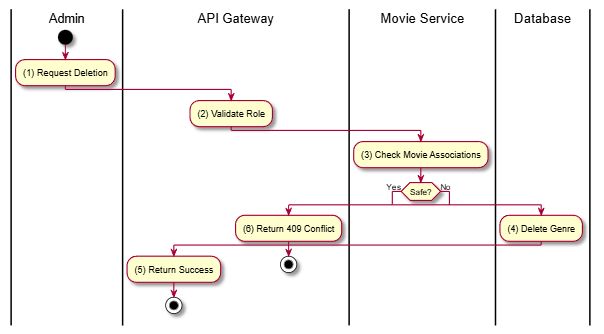 Admin
API Gateway
Movie Service
Database
(1) Request Deletion
(2) Validate Role
(3) Check Movie Associations
Yes
Safe?
No
(6) Return 409 Conflict
(4) Delete Genre
(5) Return Success